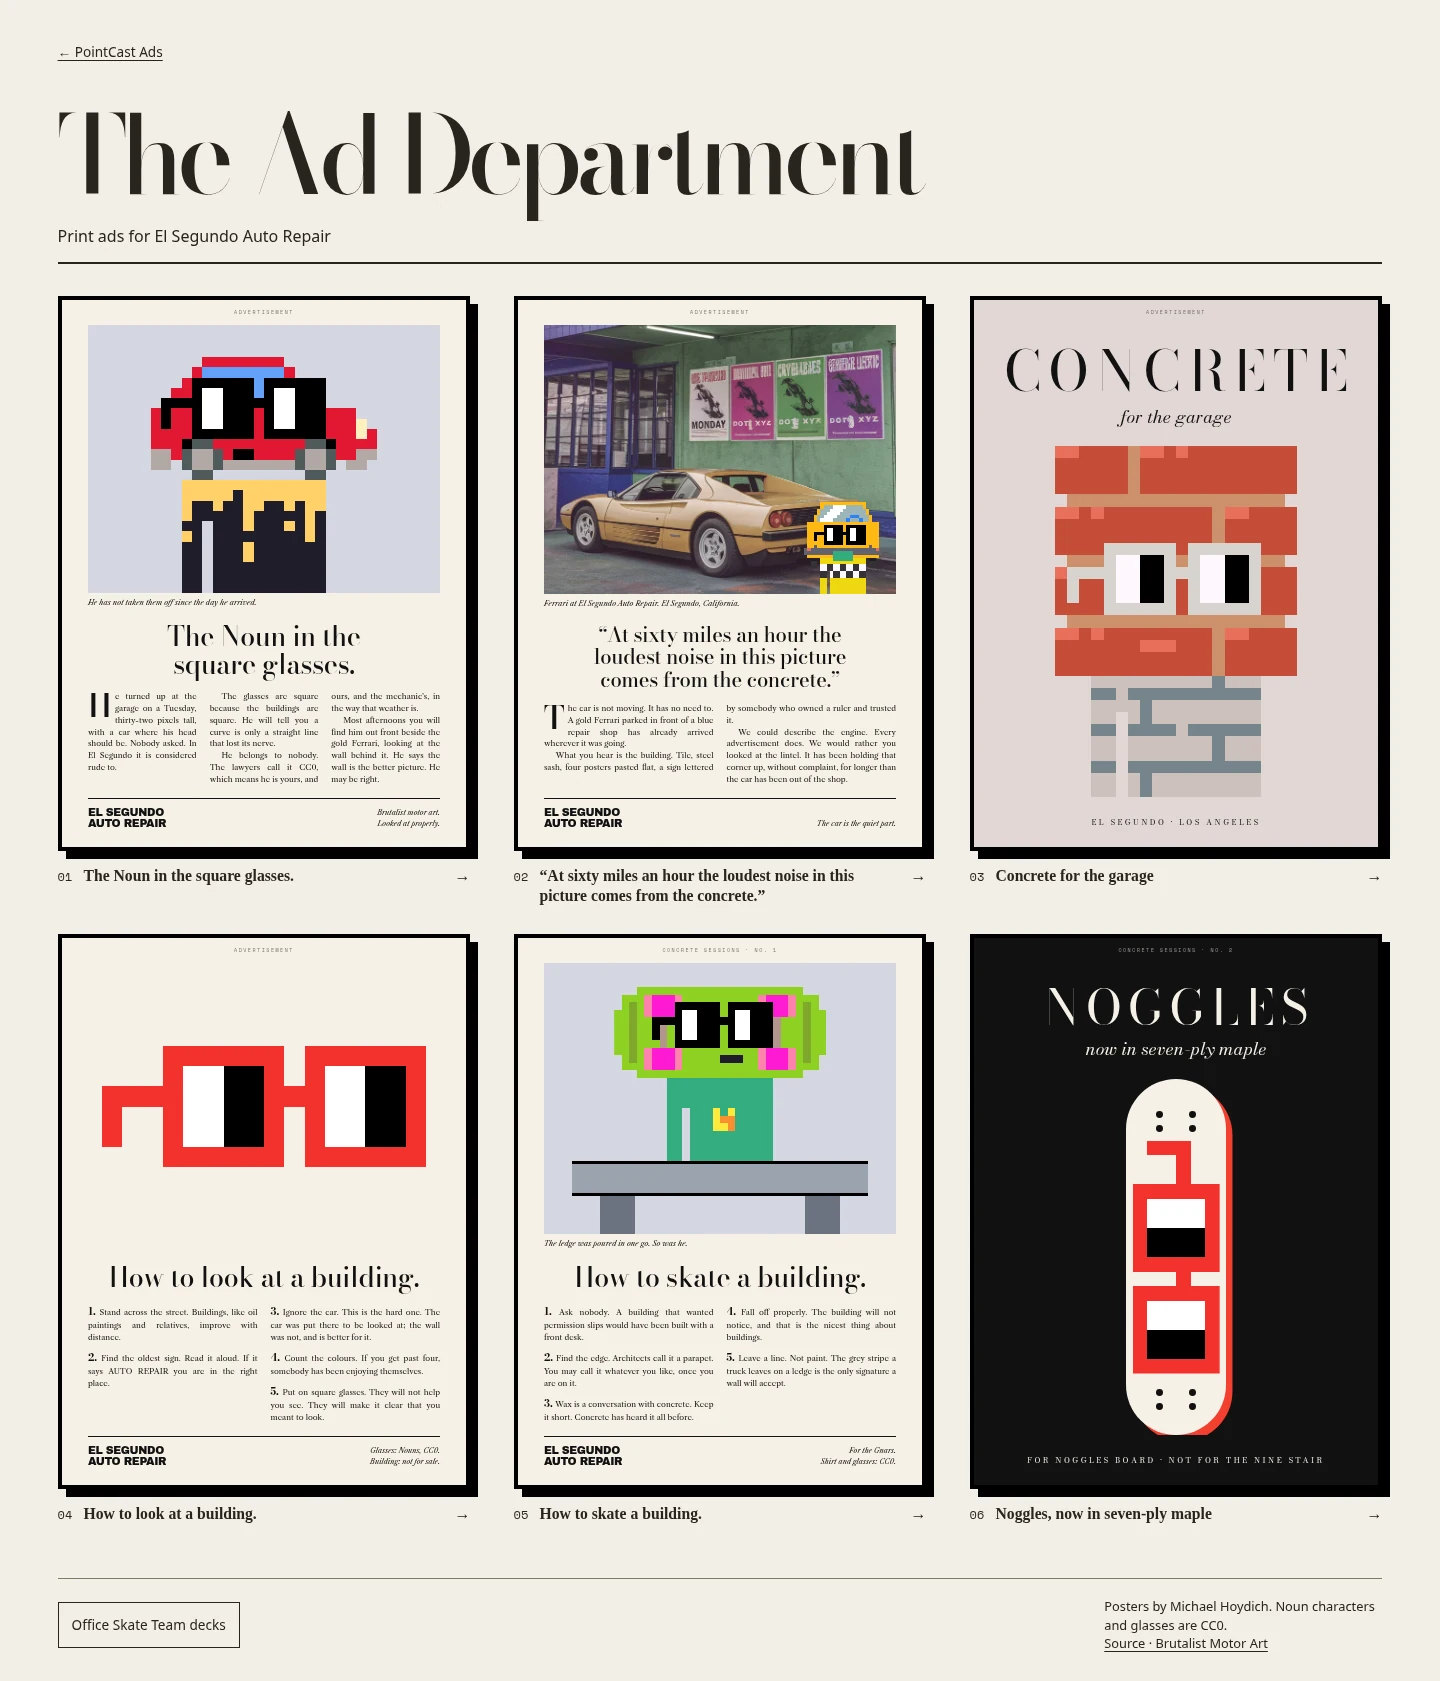 ← PointCast Ads
The Ad Department
Print ads for El Segundo Auto Repair
ADVERTISEMENT
He has not taken them off since the day he arrived.
The Noun in the
square glasses.
He turned up at the
garage on a Tuesday,
thirty-two pixels tall,
with a car where his head
should be. Nobody asked. In
El Segundo it is considered
rude to.
The glasses are square
because the buildings are
square. He will tell you a
curve is only a straight line
that lost its nerve.
He belongs to nobody.
The lawyers call it CC0,
which means he is yours, and
ours, and the mechanic's, in
the way that weather is.
Most afternoons you will
find him out front beside the
gold Ferrari, looking at the
wall behind it. He says the
wall is the better picture. He
may be right.
EL SEGUNDO
AUTO REPAIR
Brutalist motor art.
Looked at properly.
01 The Noun in the square glasses. →
ADVERTISEMENT
MONDAY
DOTE XYZ
XYZ
DOTE XYZ
CRYBABABES
Ferrari at El Segundo Auto Repair. El Segundo, California.
“At sixty miles an hour the
loudest noise in this picture
comes from the concrete.”
The car is not moving. It has no need to.
A gold Ferrari parked in front of a blue
repair shop has already arrived
wherever it was going.
What you hear is the building. Tile, steel
sash, four posters pasted flat, a sign lettered
by somebody who owned a ruler and trusted
it.
We could describe the engine. Every
advertisement does. We would rather you
looked at the lintel. It has been holding that
corner up, without complaint, for longer than
the car has been out of the shop.
EL SEGUNDO
AUTO REPAIR
The car is the quiet part.
02 “At sixty miles an hour the loudest noise in this →
picture comes from the concrete.”
ADVERTISEMENT
CONCRETE
for the garage
EL SEGUNDO · LOS ANGELES
03 Concrete for the garage →
ADVERTISEMENT
How to look at a building.
1. Stand across the street. Buildings, like oil
paintings and relatives, improve with
distance.
2. Find the oldest sign. Read it aloud. If it
says AUTO REPAIR you are in the right
place.
3. Ignore the car. This is the hard one. The
car was put there to be looked at; the wall
was not, and is better for it.
4. Count the colours. If you get past four,
somebody has been enjoying themselves.
5. Put on square glasses. They will not help
you see. They will make it clear that you
meant to look.
EL SEGUNDO
AUTO REPAIR
Glasses: Nouns, CC0.
Building: not for sale.
04 How to look at a building. →
CONCRETE SESSIONS · NO. 1
The ledge was poured in one go. So was he.
How to skate a building.
1. Ask nobody. A building that wanted
permission slips would have been built with a
front desk.
2. Find the edge. Architects call it a parapet.
You may call it whatever you like, once you
are on it.
3. Wax is a conversation with concrete. Keep
it short. Concrete has heard it all before.
4. Fall off properly. The building will not
notice, and that is the nicest thing about
buildings.
5. Leave a line. Not paint. The grey stripe a
truck leaves on a ledge is the only signature a
wall will accept.
EL SEGUNDO
AUTO REPAIR
For the Gnars.
Shirt and glasses: CC0.
05 How to skate a building. →
CONCRETE SESSIONS · NO. 2
NOGGLES
now in seven-ply maple
FOR NOGGLES BOARD · NOT FOR THE NINE STAIR
06 Noggles, now in seven-ply maple →
Office Skate Team decks
Posters by Michael Hoydich. Noun characters
and glasses are CC0.
Source · Brutalist Motor Art